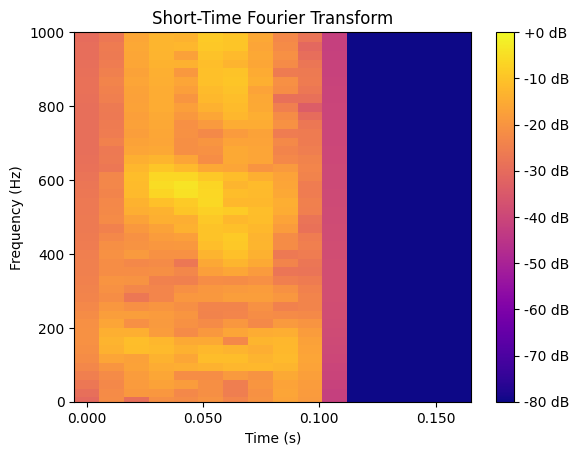 Short-Time Fourier Transform
Frequency (Hz)
1000
800
600
400
200
0
0.000
0.050
0.100
0.150
Time (s)
+0 dB
-10 dB
-20 dB
-30 dB
-40 dB
-50 dB
-60 dB
-70 dB
-80 dB